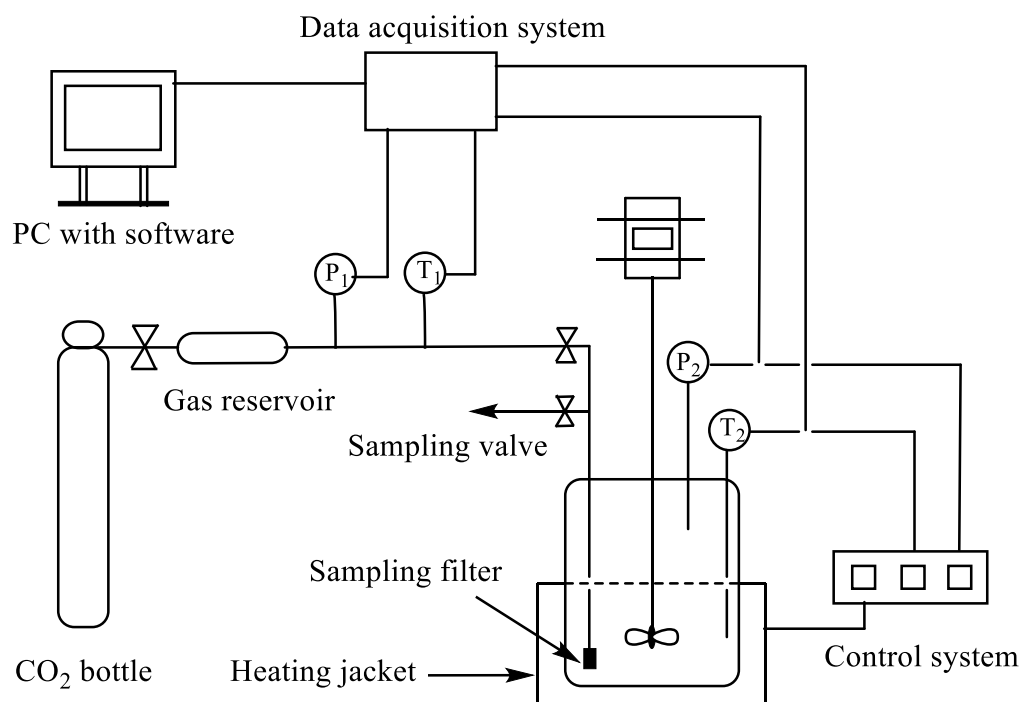 Data acquisition system
PC with software
P₁
T₁
P₂
Gas reservoir
T₂
Sampling valve
Sampling filter
CO₂ bottle
Heating jacket
Control system